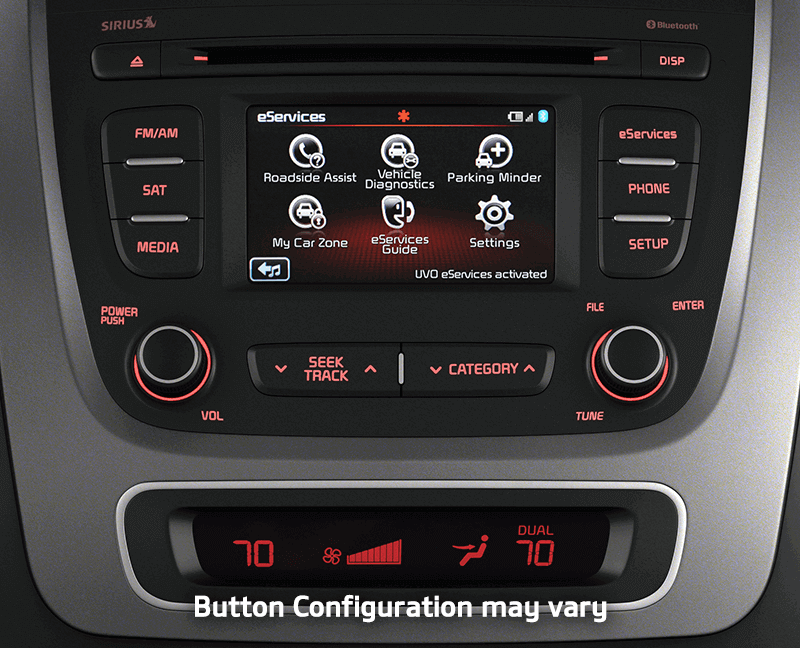 SIRIUS
Bluetooth
DISP
FM/AM
SAT
MEDIA
eServices
Roadside Assist
Vehicle
Diagnostics
Parking Minder
My Car Zone
eServices
Guide
Settings
UVO eServices activated
eServices
PHONE
SETUP
POWER
PUSH
VOL
SEEK
TRACK
CATEGORY
FILE
ENTER
TUNE
70
DUAL
70
Button Configuration may vary